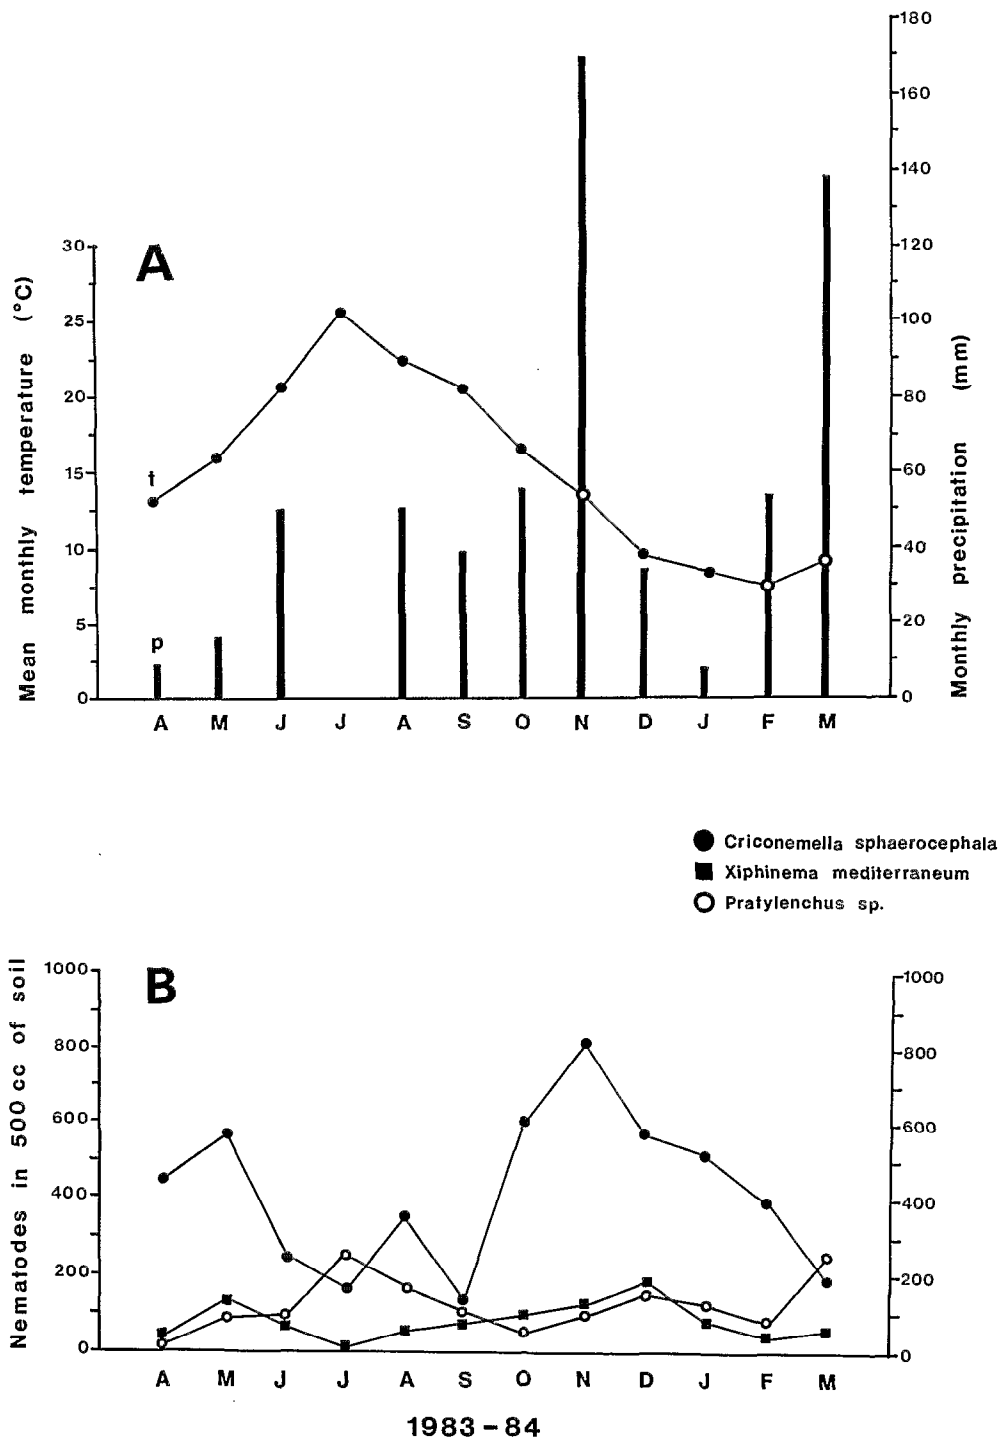 A
Mean monthly temperature (°C)
30
25
20
15
10
5
0
t
p
180
160
140
120
100
80
60
40
20
0
Monthly precipitation (mm)
A M J J A S O N D J F M
Criconemella sphaerocephala
Xiphinema mediterraneum
Pratylenchus sp.
B
Nematodes in 500 cc of soil
1000
800
600
400
200
0
1000
800
600
400
200
0
A M J J A S O N D J F M
1983-84